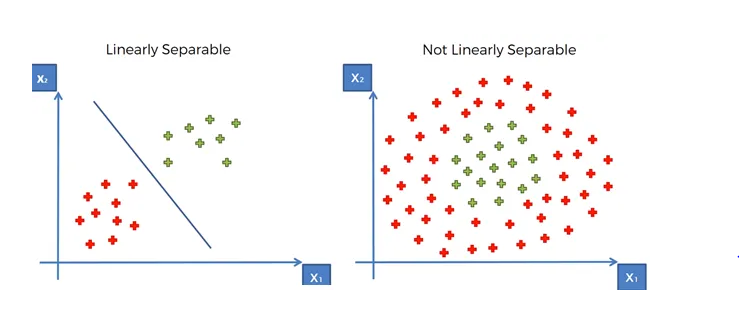 Linearly Separable
Not Linearly Separable
X₂
X₂
X₁
X₁